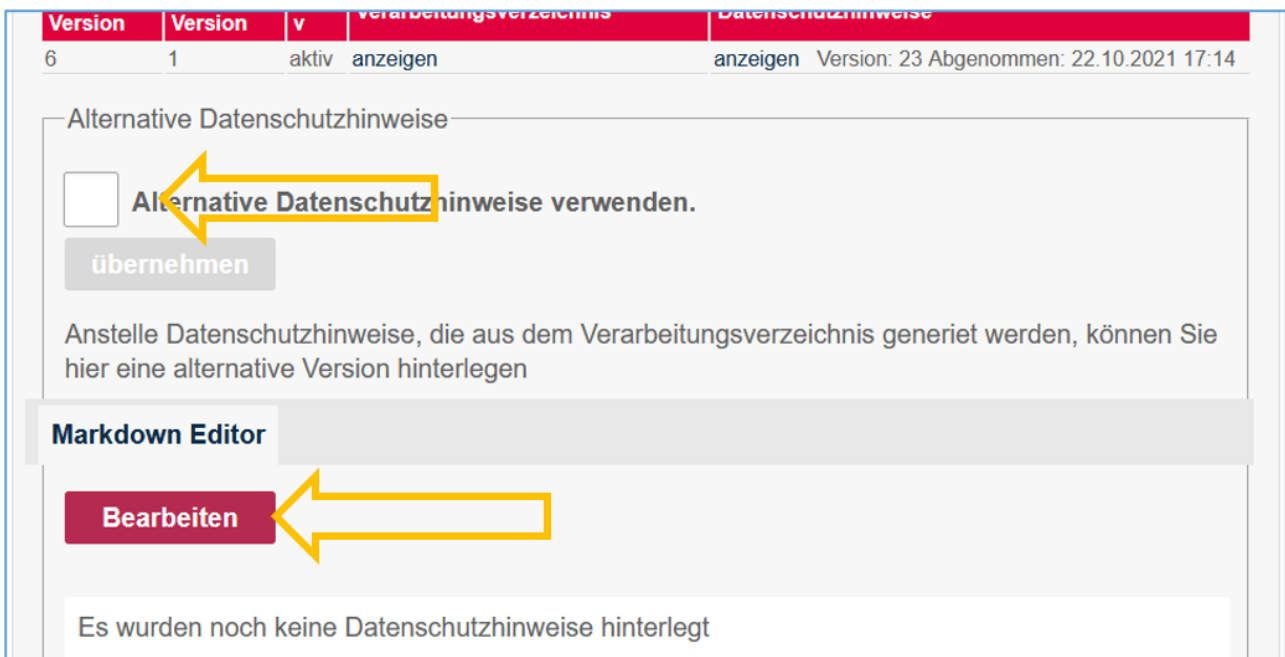 Version Version v Verarbeitungsverzeichnis Datenschutzhinweise
6 1 aktiv anzeigen anzeigen Version: 23 Abgenommen: 22.10.2021 17:14
Alternative Datenschutzhinweise
Alternative Datenschutzhinweise verwenden.
übernehmen
Anstelle Datenschutzhinweise, die aus dem Verarbeitungsverzeichnis generiet werden, können Sie
hier eine alternative Version hinterlegen
Markdown Editor
Bearbeiten
Es wurden noch keine Datenschutzhinweise hinterlegt